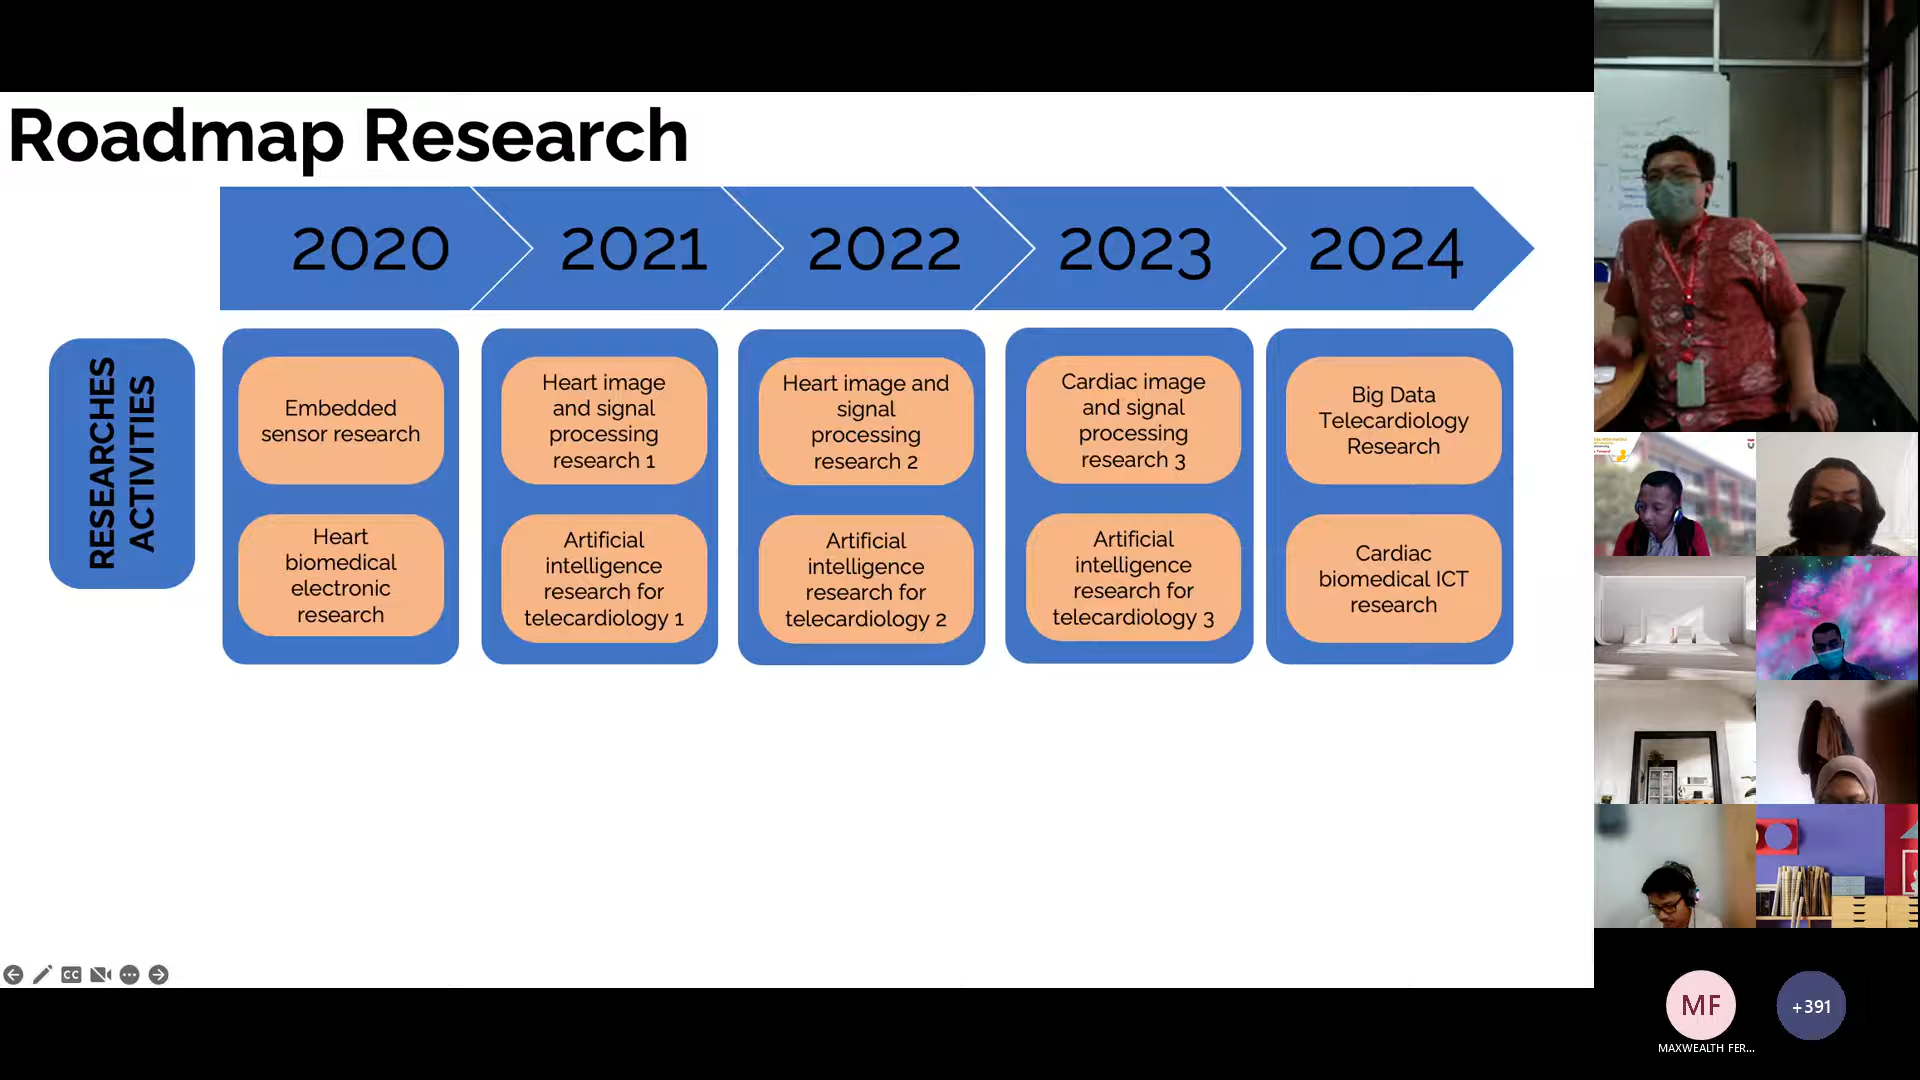 Roadmap Research
2020
2021
2022
2023
2024
RESEARCHES
ACTIVITIES
Embedded
sensor research
Heart
biomedical
electronic
research
Heart image
and signal
processing
research 1
Artificial
intelligence
research for
telecardiology 1
Heart image and
signal
processing
research 2
Artificial
intelligence
research for
telecardiology 2
Cardiac image
and signal
processing
research 3
Artificial
intelligence
research for
telecardiology 3
Big Data
Telecardiology
Research
Cardiac
biomedical ICT
research
CC
MF
+391
MAXWEALTH FER...